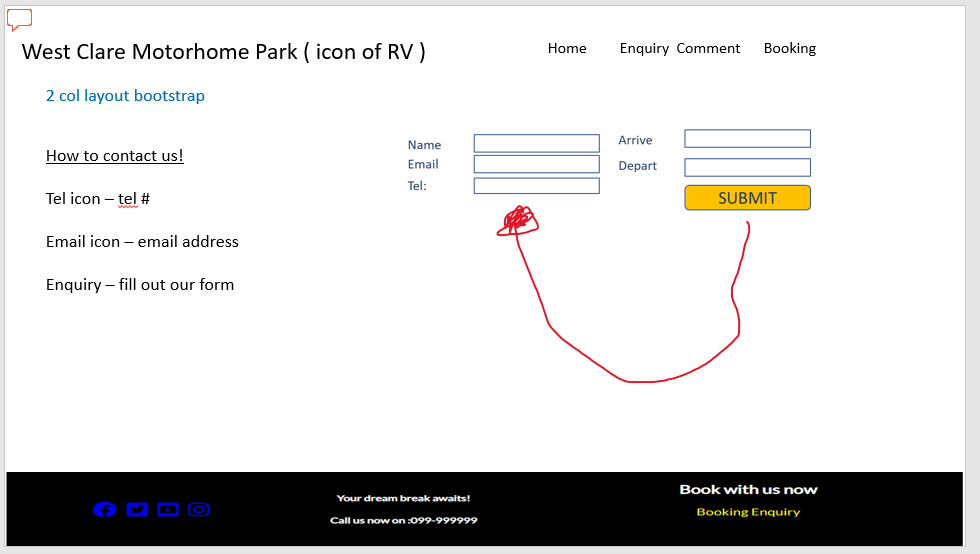 West Clare Motorhome Park ( icon of RV )
Home Enquiry Comment Booking
2 col layout bootstrap
How to contact us!
Tel icon – tel #
Email icon – email address
Enquiry – fill out our form
Name
Email
Tel:
Arrive
Depart
SUBMIT
Your dream break awaits!
Call us now on :099-999999
Book with us now
Booking Enquiry